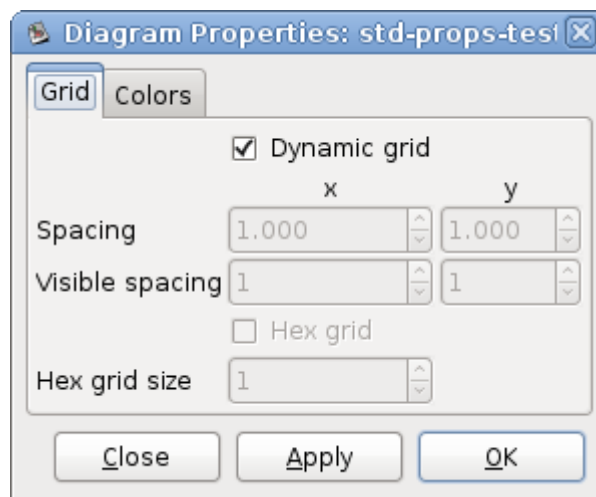 Diagram Properties: std-props-test
Grid Colors
Dynamic grid
x y
Spacing 1.000 1.000
Visible spacing 1 1
Hex grid
Hex grid size 1
Close Apply OK